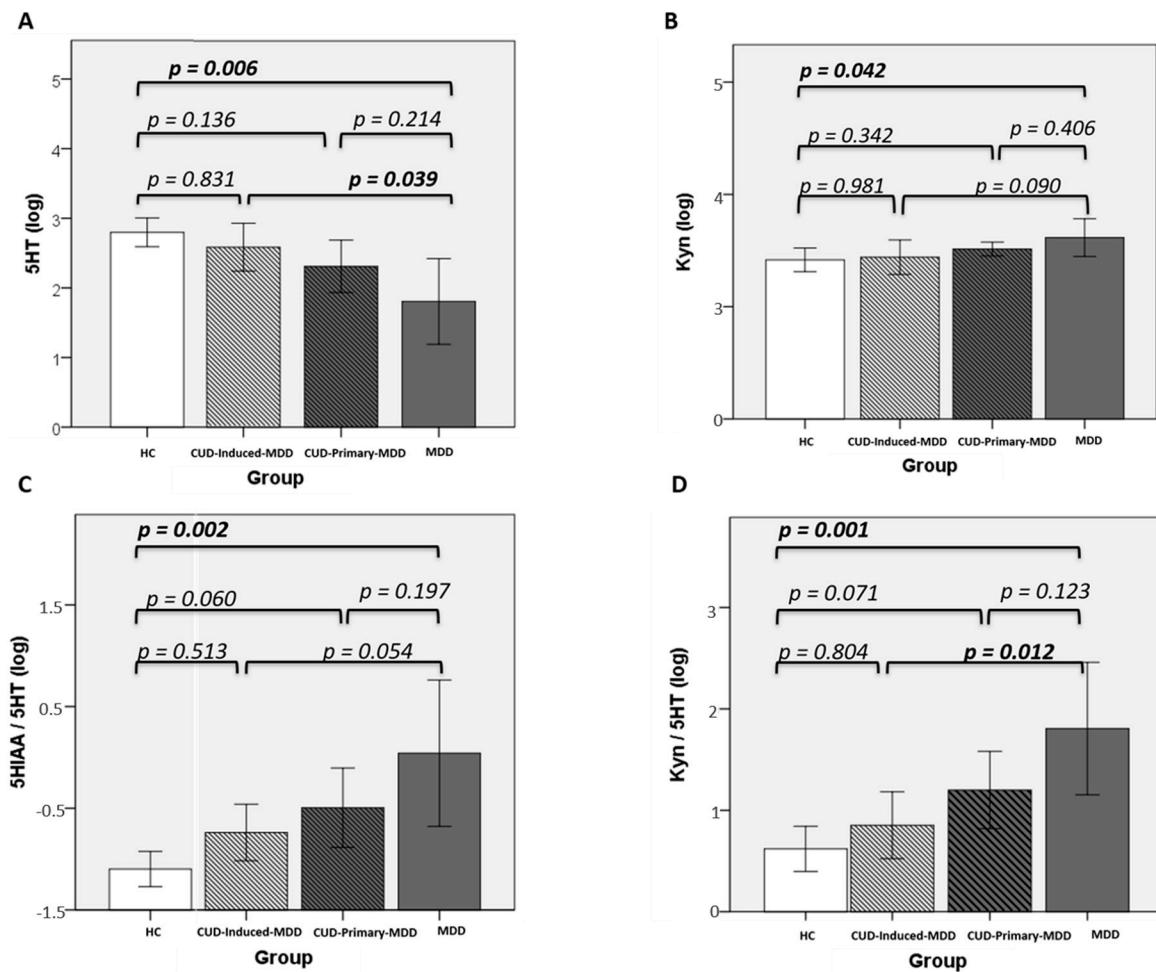 A
p = 0.006
p = 0.136
p = 0.214
p = 0.831
p = 0.039
5
4
3
2
1
0
5HT (log)
HC
CUD-Induced-MDD
CUD-Primary-MDD
MDD
Group
B
p = 0.042
p = 0.342
p = 0.406
p = 0.981
p = 0.090
5
4
3
0
Kyn (log)
HC
CUD-Induced-MDD
CUD-Primary-MDD
MDD
Group
C
p = 0.002
p = 0.060
p = 0.197
p = 0.513
p = 0.054
1.5
0.5
-0.5
-1.5
5HIAA / 5HT (log)
HC
CUD-Induced-MDD
CUD-Primary-MDD
MDD
Group
D
p = 0.001
p = 0.071
p = 0.123
p = 0.804
p = 0.012
3
2
1
0
Kyn / 5HT (log)
HC
CUD-Induced-MDD
CUD-Primary-MDD
MDD
Group